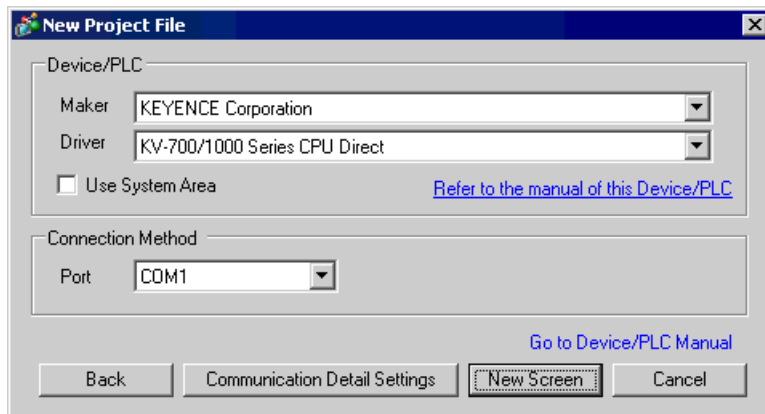 New Project File
Device/PLC
Maker KEYENCE Corporation
Driver KV-700/1000 Series CPU Direct
Use System Area Refer to the manual of this Device/PLC
Connection Method
Port COM1
Go to Device/PLC Manual
Back Communication Detail Settings New Screen Cancel